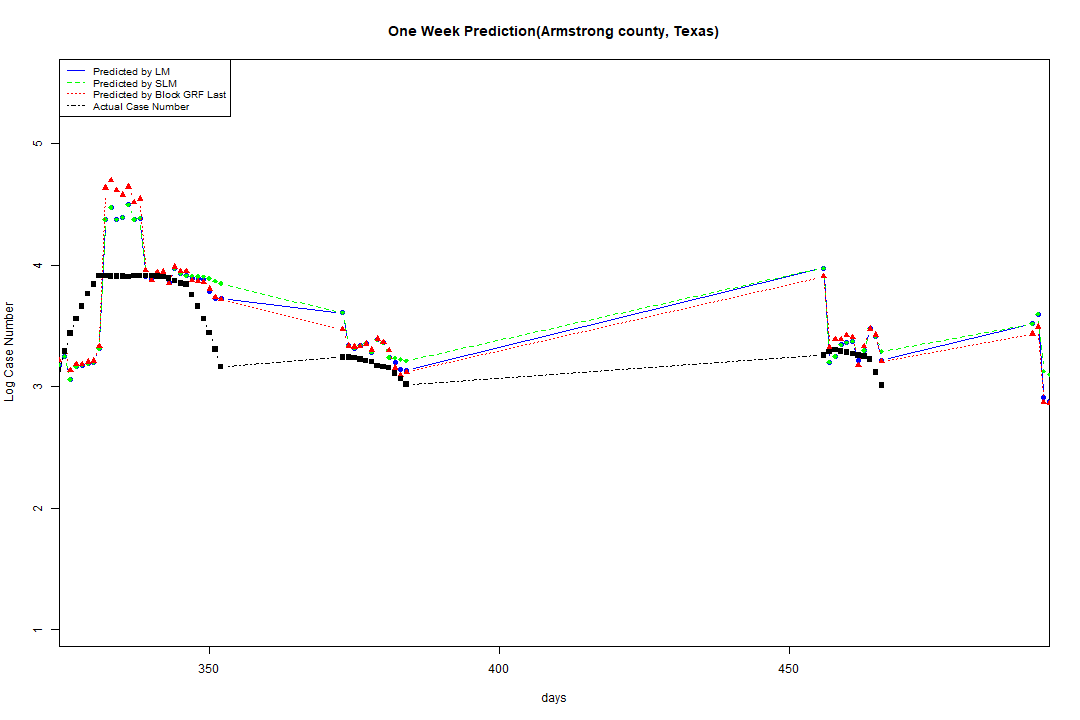 One Week Prediction(Armstrong county, Texas)
Predicted by LM
Predicted by SLM
Predicted by Block GRF Last
Actual Case Number
5
4
3
2
1
Log Case Number
350
400
450
days